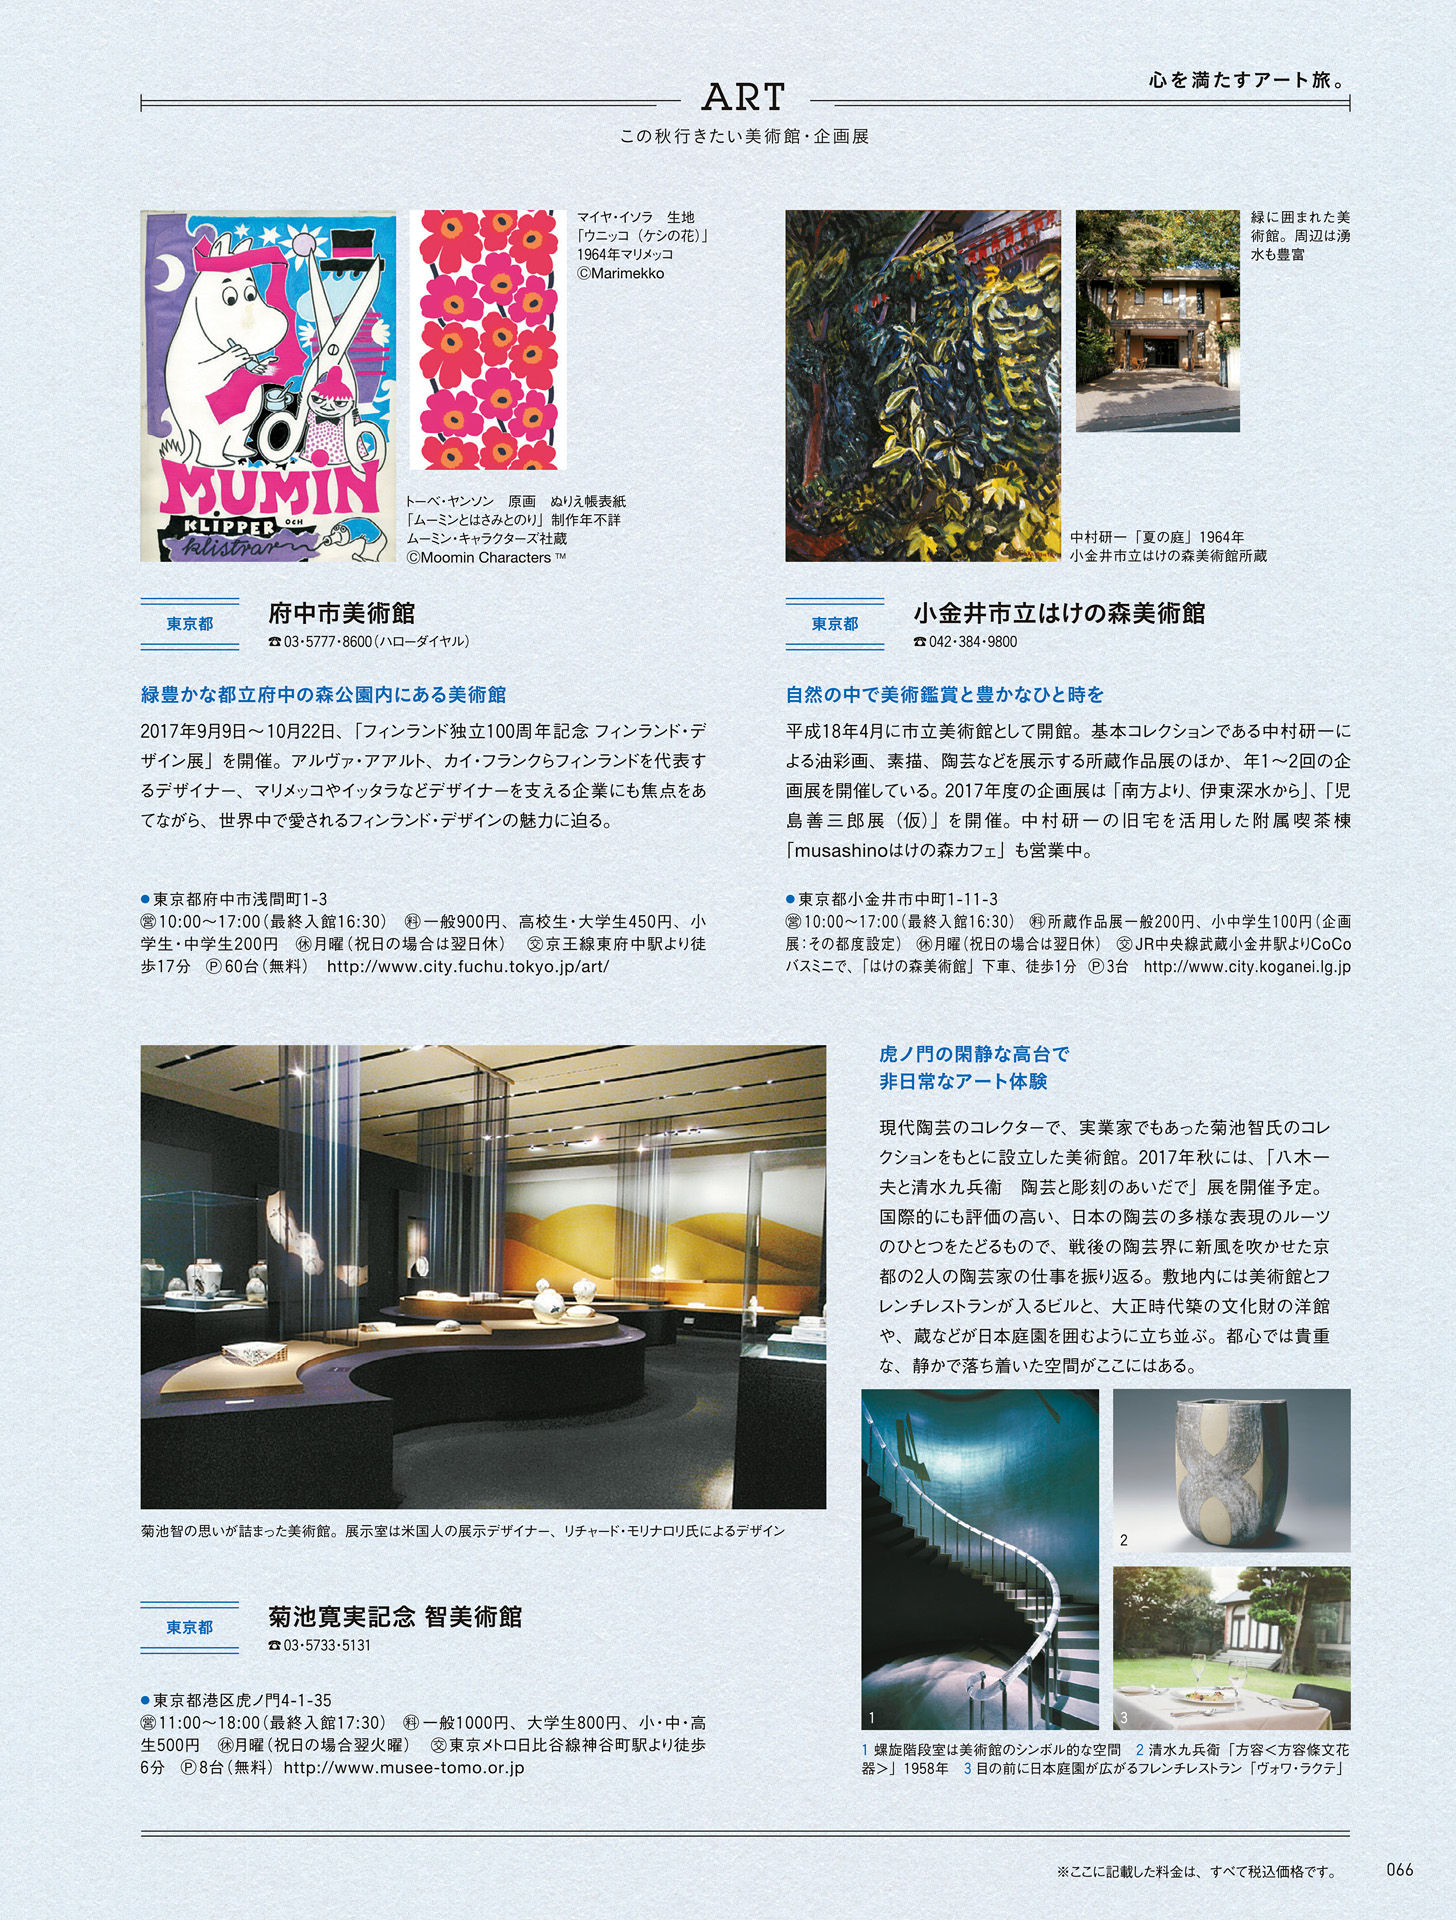 心を満たすアート旅。
ART
この秋行きたい美術館・企画展
マイヤ・イソラ　生地
「ウニッコ（ケシの花）」
1964年マリメッコ
©Marimekko
MUMIN
KLIPPER OCH
klistrar
トーベ・ヤンソン　原画　ぬりえ帳表紙
「ムーミンとはさみとのり」制作年不詳
ムーミン・キャラクターズ社蔵
©Moomin Characters ™
東京都
府中市美術館
☎03・5777・8600（ハローダイヤル）
緑豊かな都立府中の森公園内にある美術館
2017年9月9日～10月22日、「フィンランド独立100周年記念 フィンランド・デ
ザイン展」を開催。アルヴァ・アアルト、カイ・フランクらフィンランドを代表す
るデザイナー、マリメッコやイッタラなどデザイナーを支える企業にも焦点をあ
てながら、世界中で愛されるフィンランド・デザインの魅力に迫る。
●東京都府中市浅間町1-3
㊠10:00～17:00（最終入館16:30）　料一般900円、高校生・大学生450円、小
学生・中学生200円　㊡月曜（祝日の場合は翌日休）　交京王線東府中駅より徒
歩17分　Ⓟ60台（無料）　http://www.city.fuchu.tokyo.jp/art/
緑に囲まれた美
術館。周辺は湧
水も豊富
中村研一「夏の庭」1964年
小金井市立はけの森美術館所蔵
東京都
小金井市立はけの森美術館
☎042・384・9800
自然の中で美術鑑賞と豊かなひと時を
平成18年4月に市立美術館として開館。基本コレクションである中村研一に
よる油彩画、素描、陶芸などを展示する所蔵作品展のほか、年1～2回の企
画展を開催している。2017年度の企画展は「南方より、伊東深水から」、「児
島善三郎展（仮）」を開催。中村研一の旧宅を活用した附属喫茶棟
「musashinoはけの森カフェ」も営業中。
●東京都小金井市中町1-11-3
営10:00～17:00（最終入館16:30）　料所蔵作品展一般200円、小中学生100円（企画
展：その都度設定）　㊡月曜（祝日の場合は翌日休）　交JR中央線武蔵小金井駅よりCoCo
バスミニで、「はけの森美術館」下車、徒歩1分　Ⓟ3台　http://www.city.koganei.lg.jp
虎ノ門の閑静な高台で
非日常なアート体験
現代陶芸のコレクターで、実業家でもあった菊池智氏のコレ
クションをもとに設立した美術館。2017年秋には、「八木一
夫と清水九兵衞　陶芸と彫刻のあいだで」展を開催予定。
国際的にも評価の高い、日本の陶芸の多様な表現のルーツ
のひとつをたどるもので、戦後の陶芸界に新風を吹かせた京
都の2人の陶芸家の仕事を振り返る。敷地内には美術館とフ
レンチレストランが入るビルと、大正時代築の文化財の洋館
や、蔵などが日本庭園を囲むように立ち並ぶ。都心では貴重
な、静かで落ち着いた空間がここにはある。
菊池智の思いが詰まった美術館。展示室は米国人の展示デザイナー、リチャード・モリナロリ氏によるデザイン
東京都
菊池寛実記念 智美術館
☎03・5733・5131
●東京都港区虎ノ門4-1-35
営11:00～18:00（最終入館17:30）　料一般1000円、大学生800円、小・中・高
生500円　㊡月曜（祝日の場合翌火曜）　交東京メトロ日比谷線神谷町駅より徒歩
6分　Ⓟ8台（無料）　http://www.musee-tomo.or.jp
1
2
3
1 螺旋階段室は美術館のシンボル的な空間　2 清水九兵衛「方容＜方容條文花
器＞」1958年　3 目の前に日本庭園が広がるフレンチレストラン「ヴォワ・ラクテ」
※ここに記載した料金は、すべて税込価格です。
066